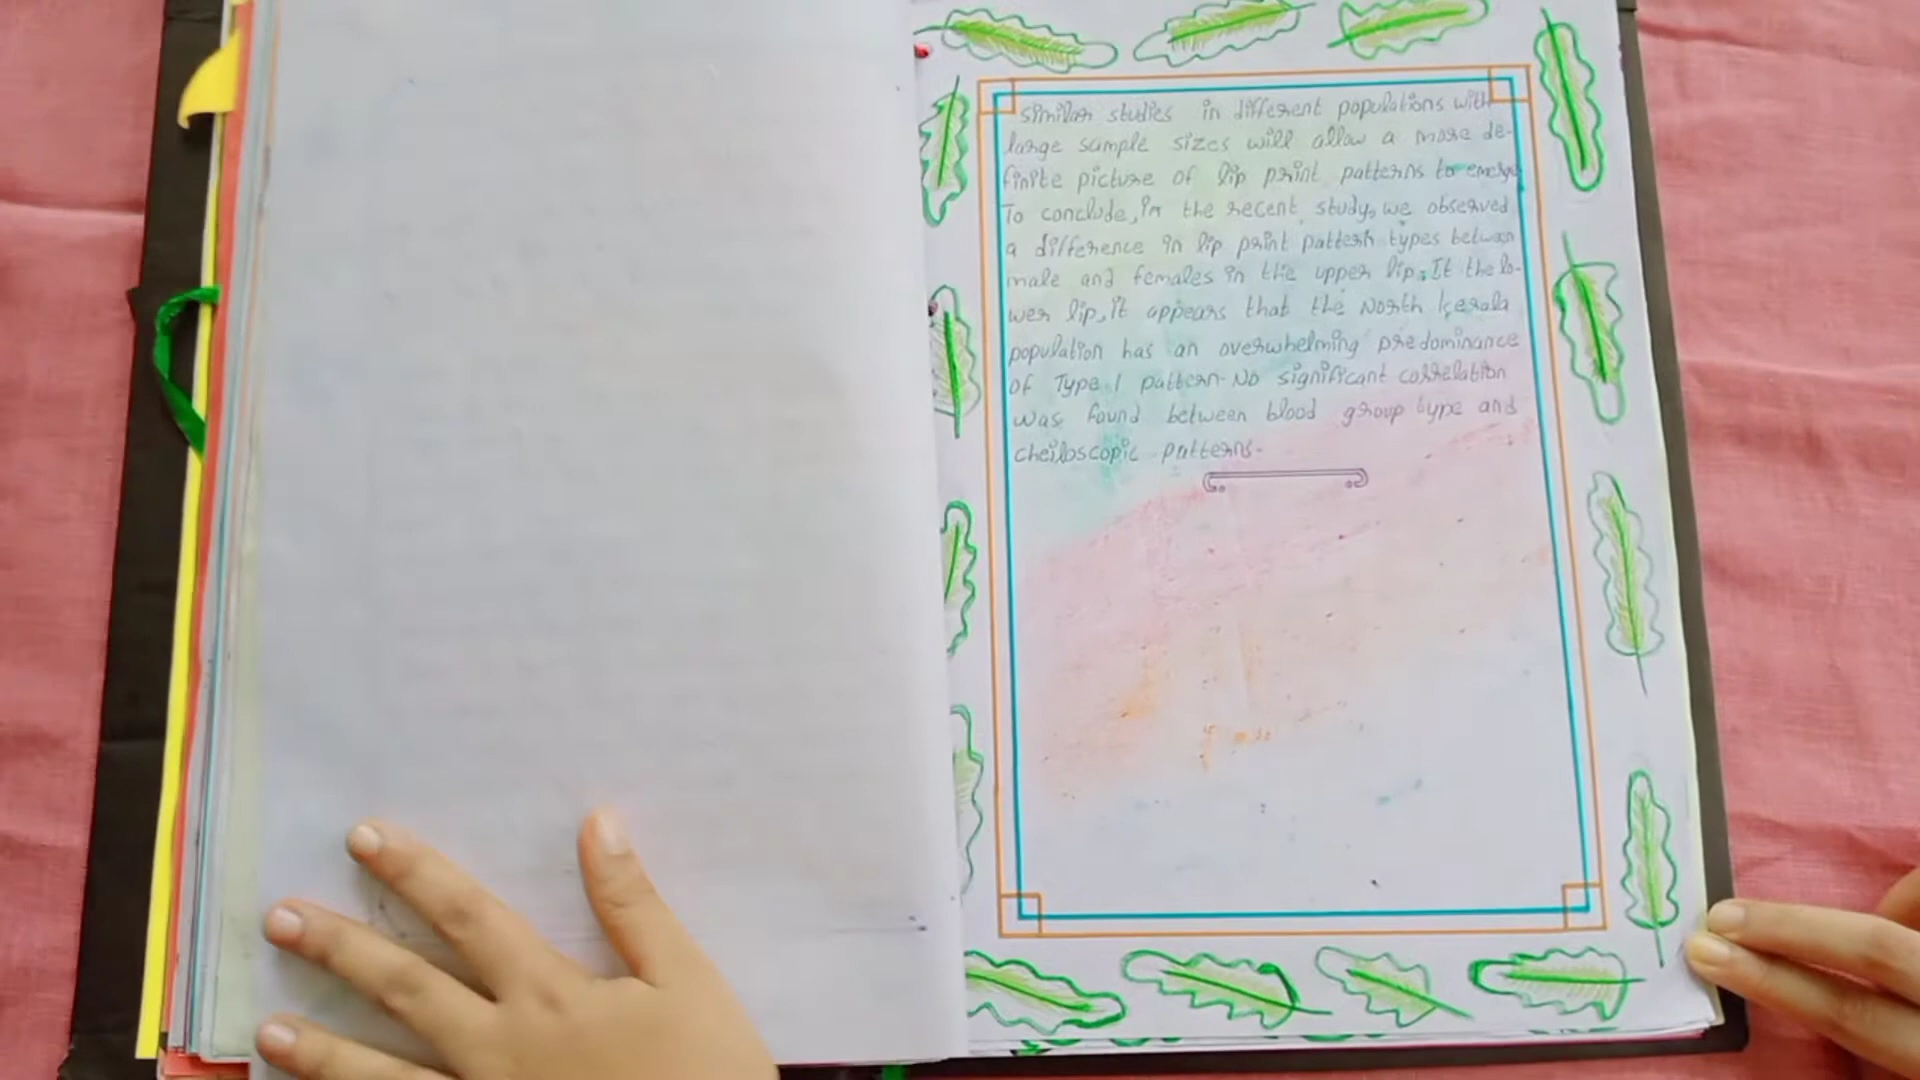 similar studies in different populations with
large sample sizes will allow a more de-
finite picture of lip print patterns to emerge
To conclude, in the recent study, we observed
a difference in lip print pattern types between
male and females in the upper lip. It the lo-
wer lip, it appears that the North Kerala
population has an overwhelming predominance
of Type 1 pattern. No significant correlation
was found between blood group type and
cheiloscopic patterns.